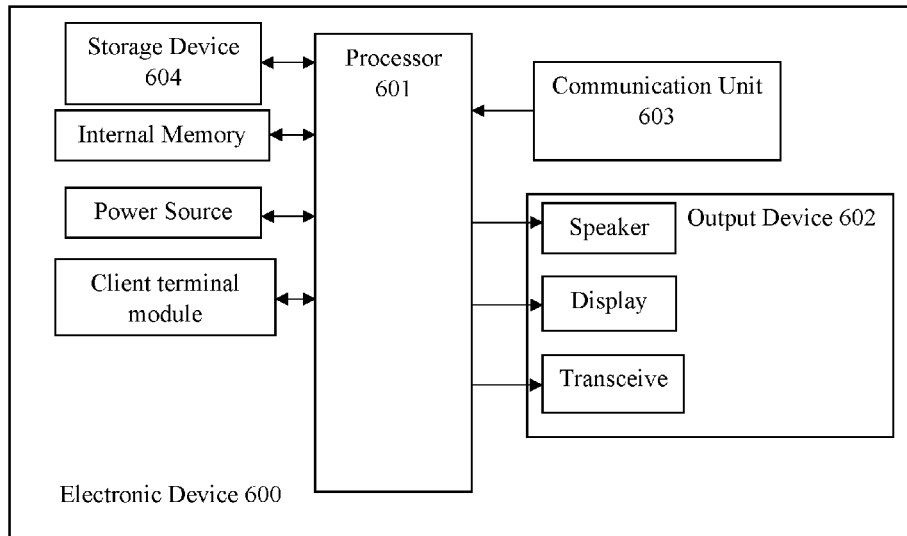 Storage Device
604
Internal Memory
Power Source
Client terminal
module
Processor
601
Communication Unit
603
Output Device 602
Speaker
Display
Transceive
Electronic Device 600